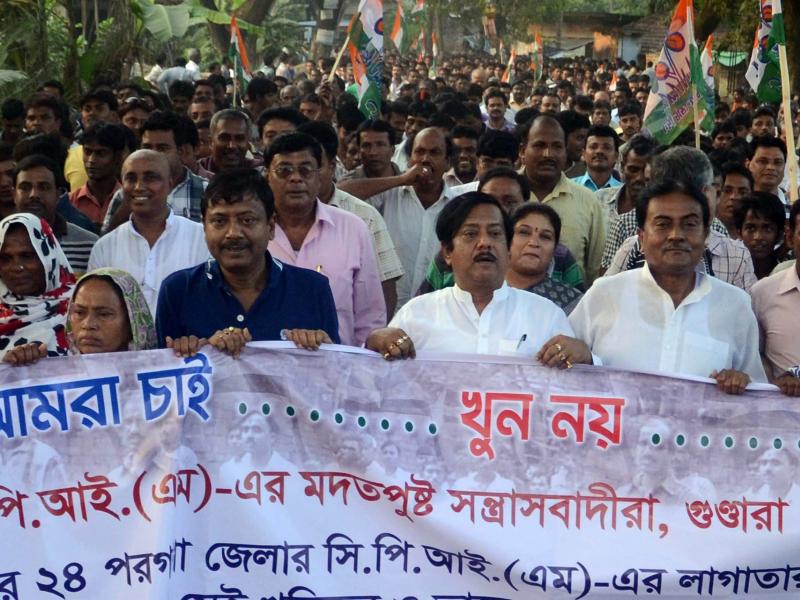 আমরা চাই ......... খুন নয় .......
পি.আই.(এম)-এর মদতপুষ্ট সন্ত্রাসবাদীরা, গুণ্ডারা
র ২৪ পরগণা জেলার সি.পি.আই.(এম)-এর লাগাতার